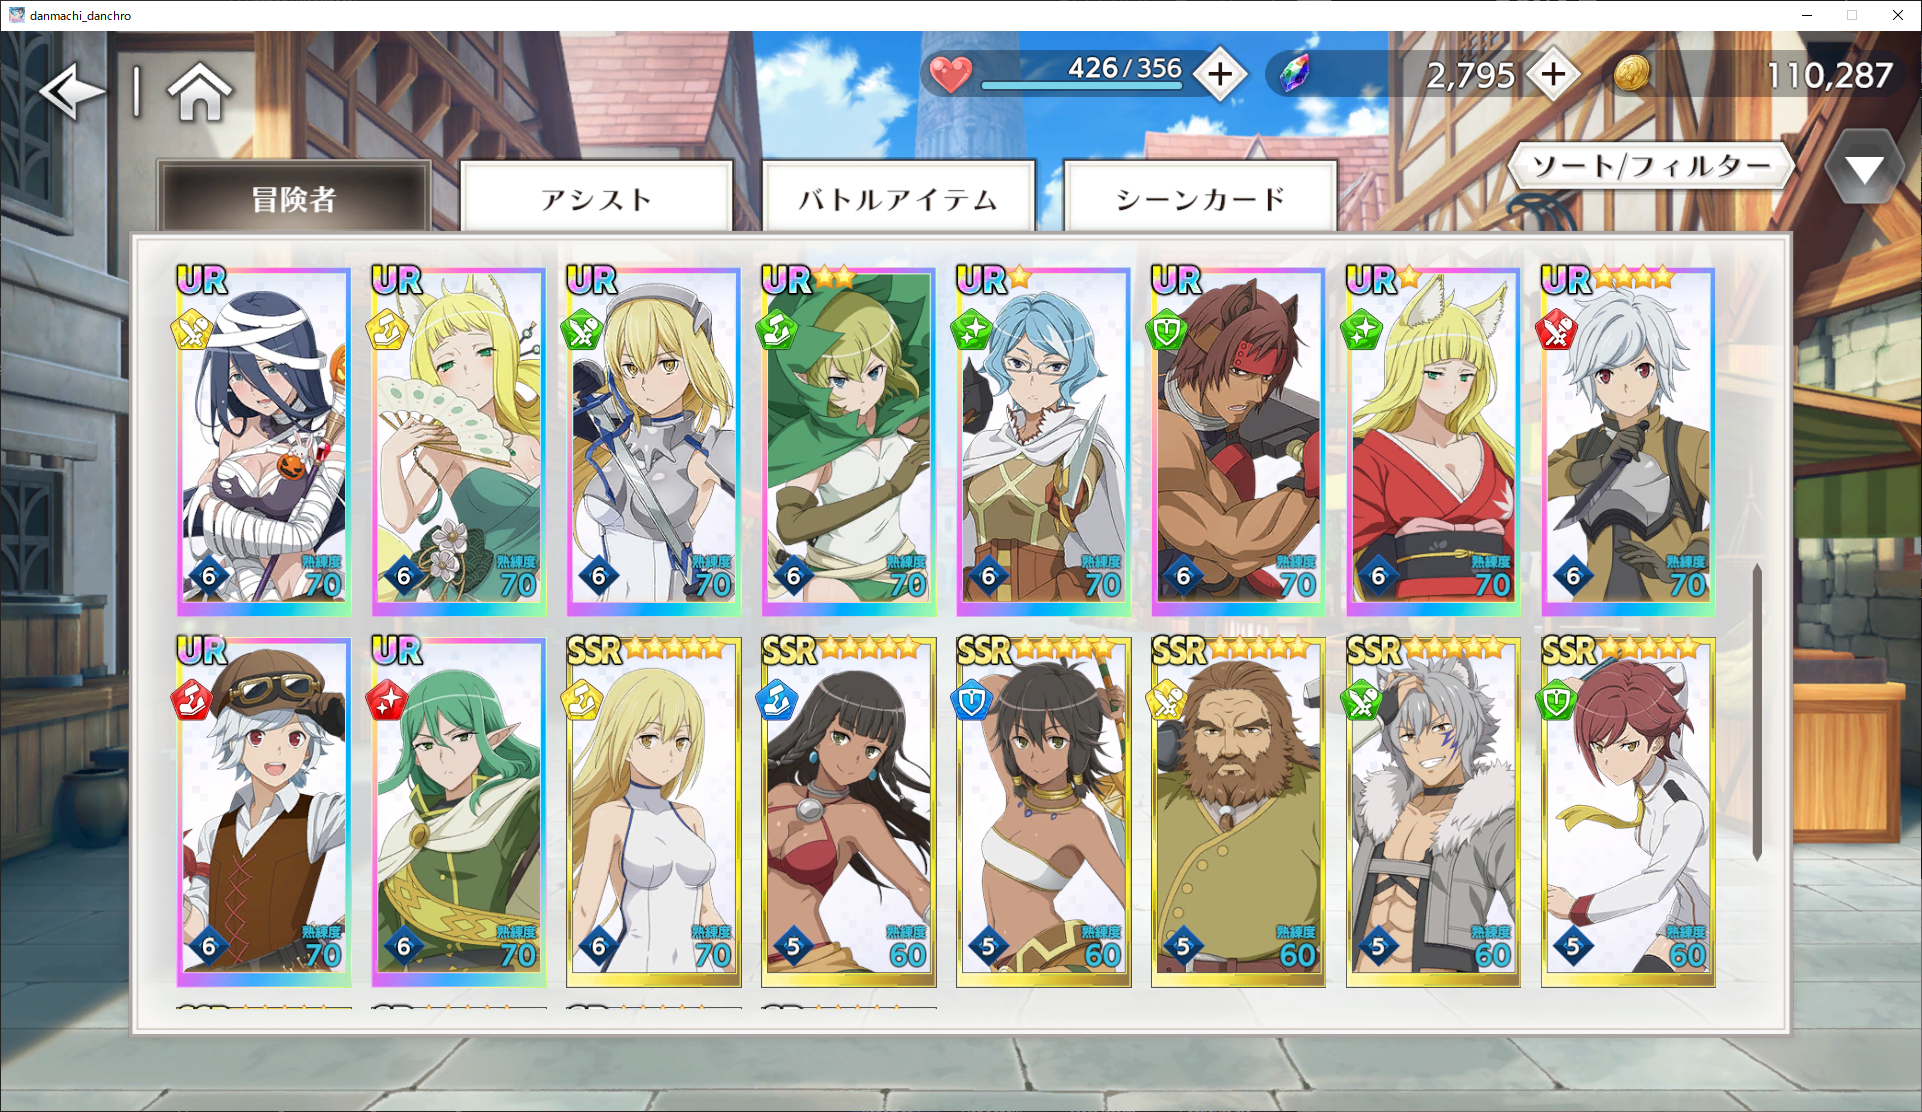 danmachi_danchro
426/356
2,795
110,287
冒険者
アシスト
バトルアイテム
シーンカード
ソート/フィルター
UR
UR
UR
UR
UR
UR
UR
UR
6
熟練度
70
6
熟練度
70
6
熟練度
70
6
熟練度
70
6
熟練度
70
6
熟練度
70
6
熟練度
70
6
熟練度
70
UR
UR
SSR
SSR
SSR
SSR
SSR
SSR
6
熟練度
70
6
熟練度
70
6
熟練度
70
5
熟練度
60
5
熟練度
60
5
熟練度
60
5
熟練度
60
5
熟練度
60